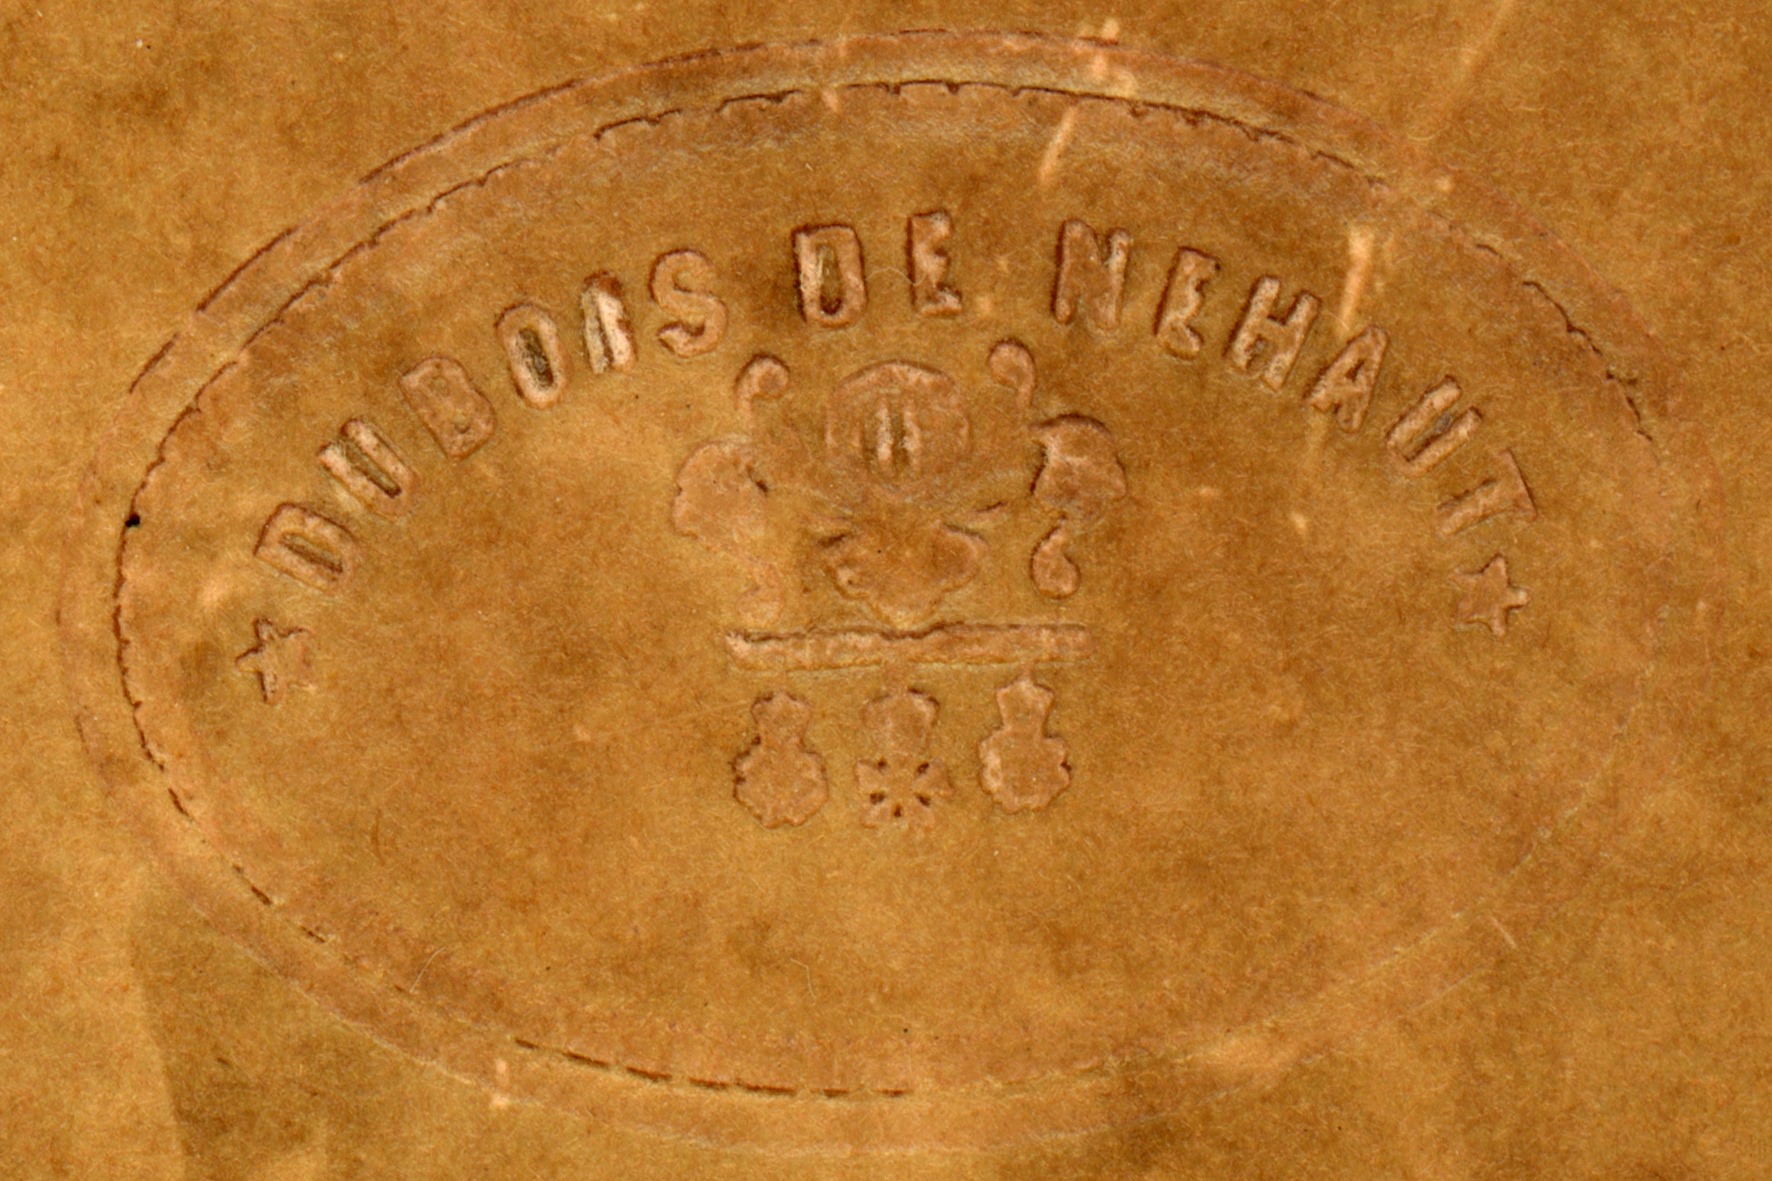 ★ DUBOIS DE NEHAUT ★